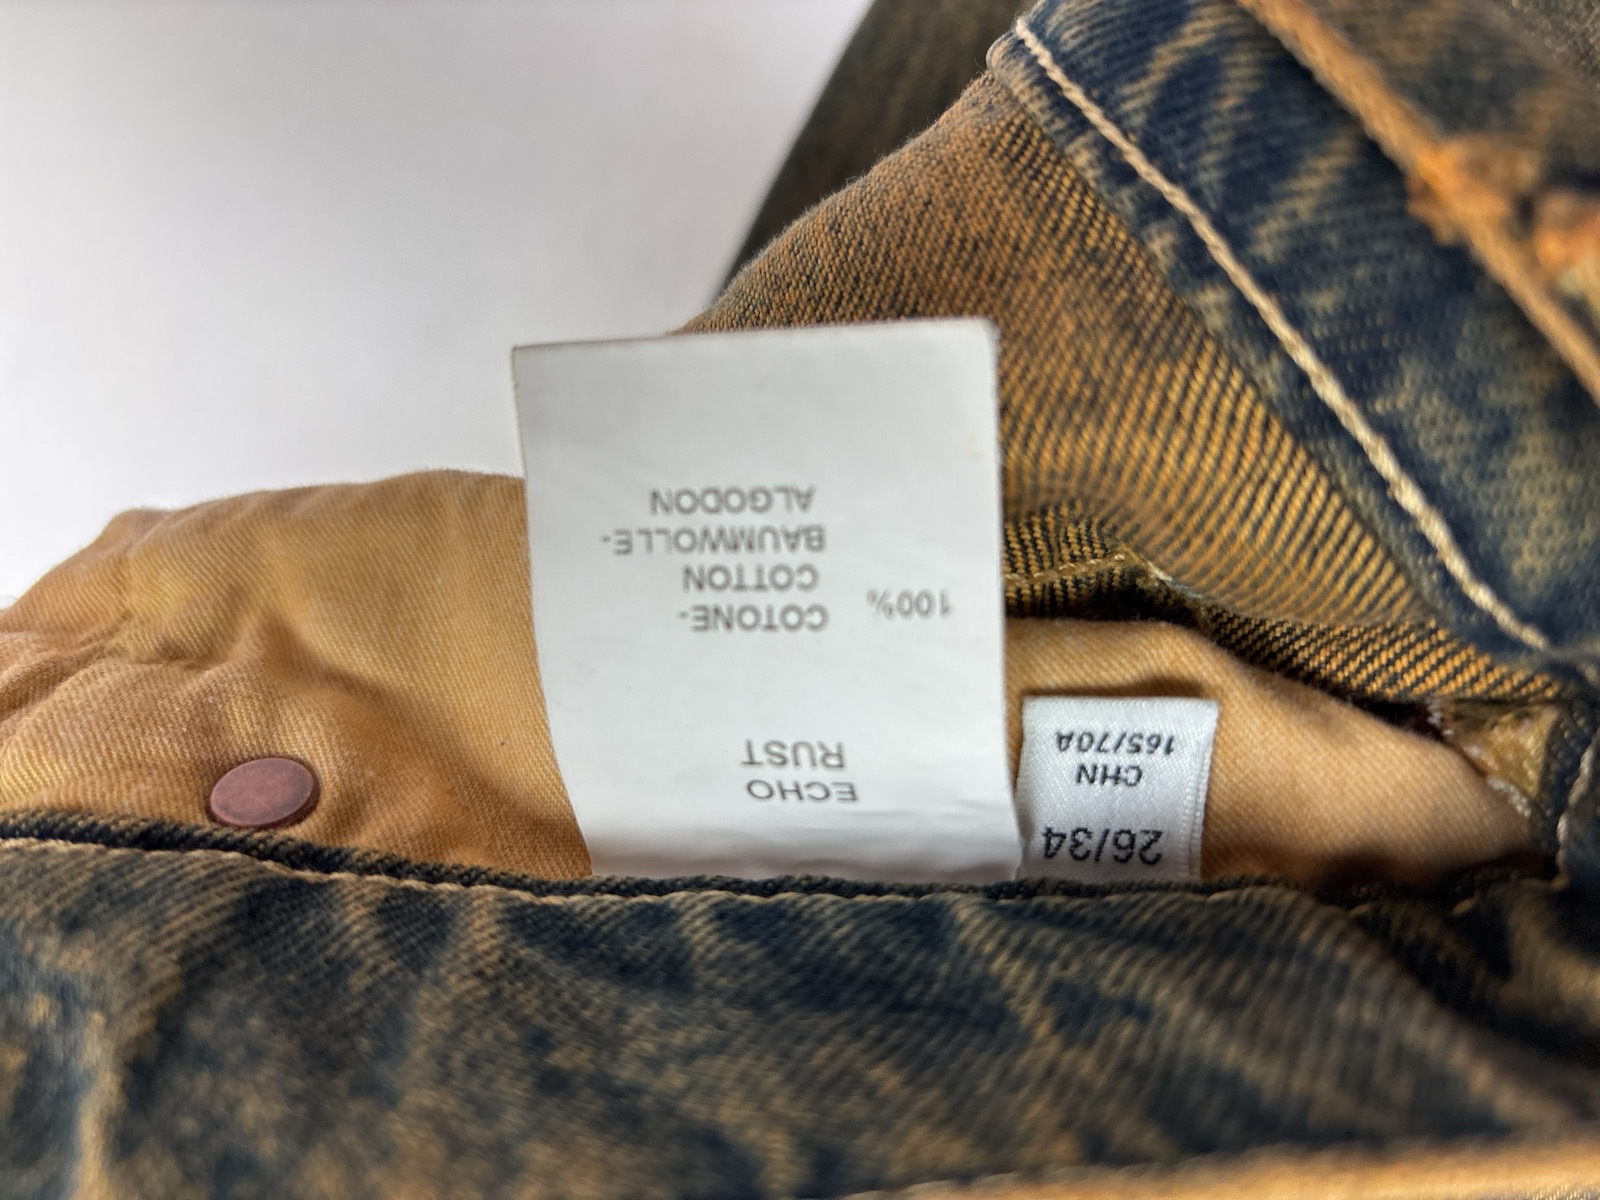 ECHO
RUST
100% COTONE-
COTTON
BAUMWOLLE-
ALGODON
26/34
CHN
165/70A